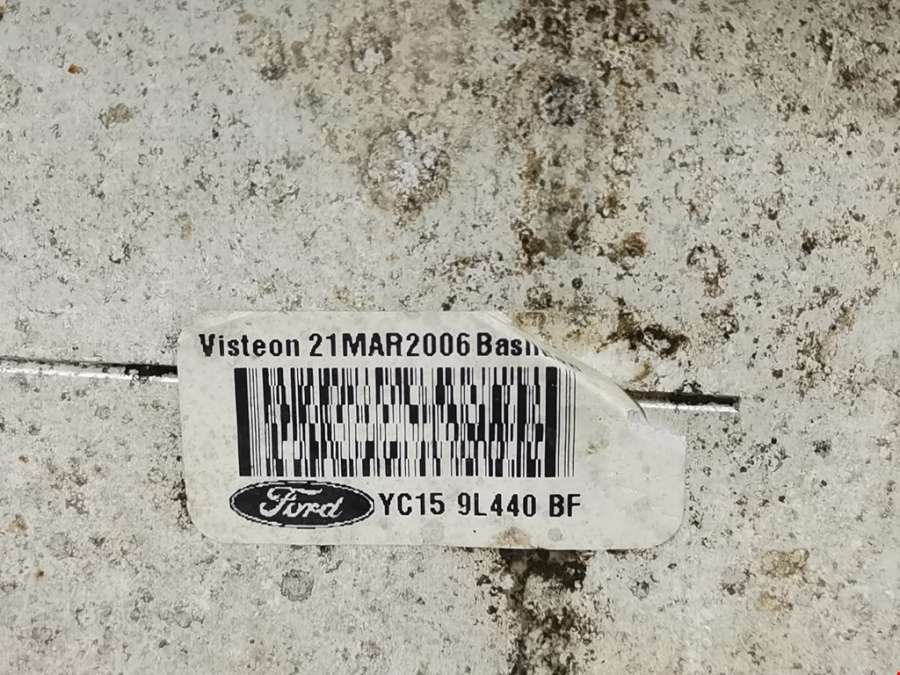 Visteon 21MAR2006
Ford YC15 9L440 BF